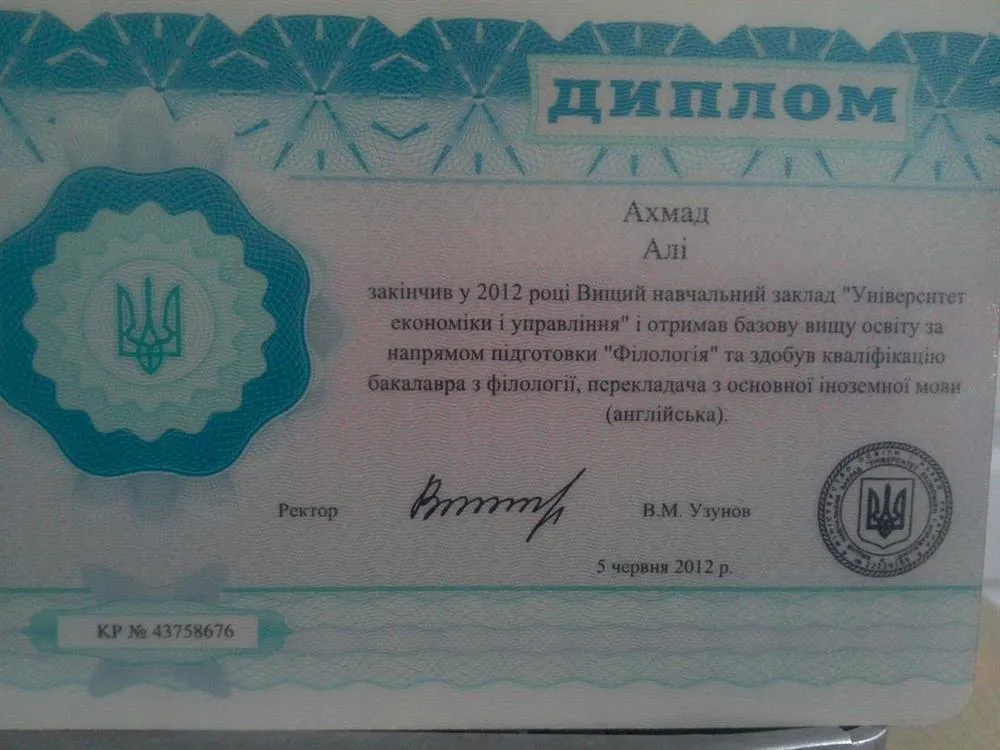 ДИПЛОМ
Ахмад
Алі
закінчив у 2012 році Вищий навчальний заклад "Університет
економіки і управління" і отримав базову вищу освіту за
напрямом підготовки "Філологія" та здобув кваліфікацію
бакалавра з філології, перекладача з основної іноземної мови
(англійська).
Ректор
В.М. Узунов
5 червня 2012 р.
КР № 43758676